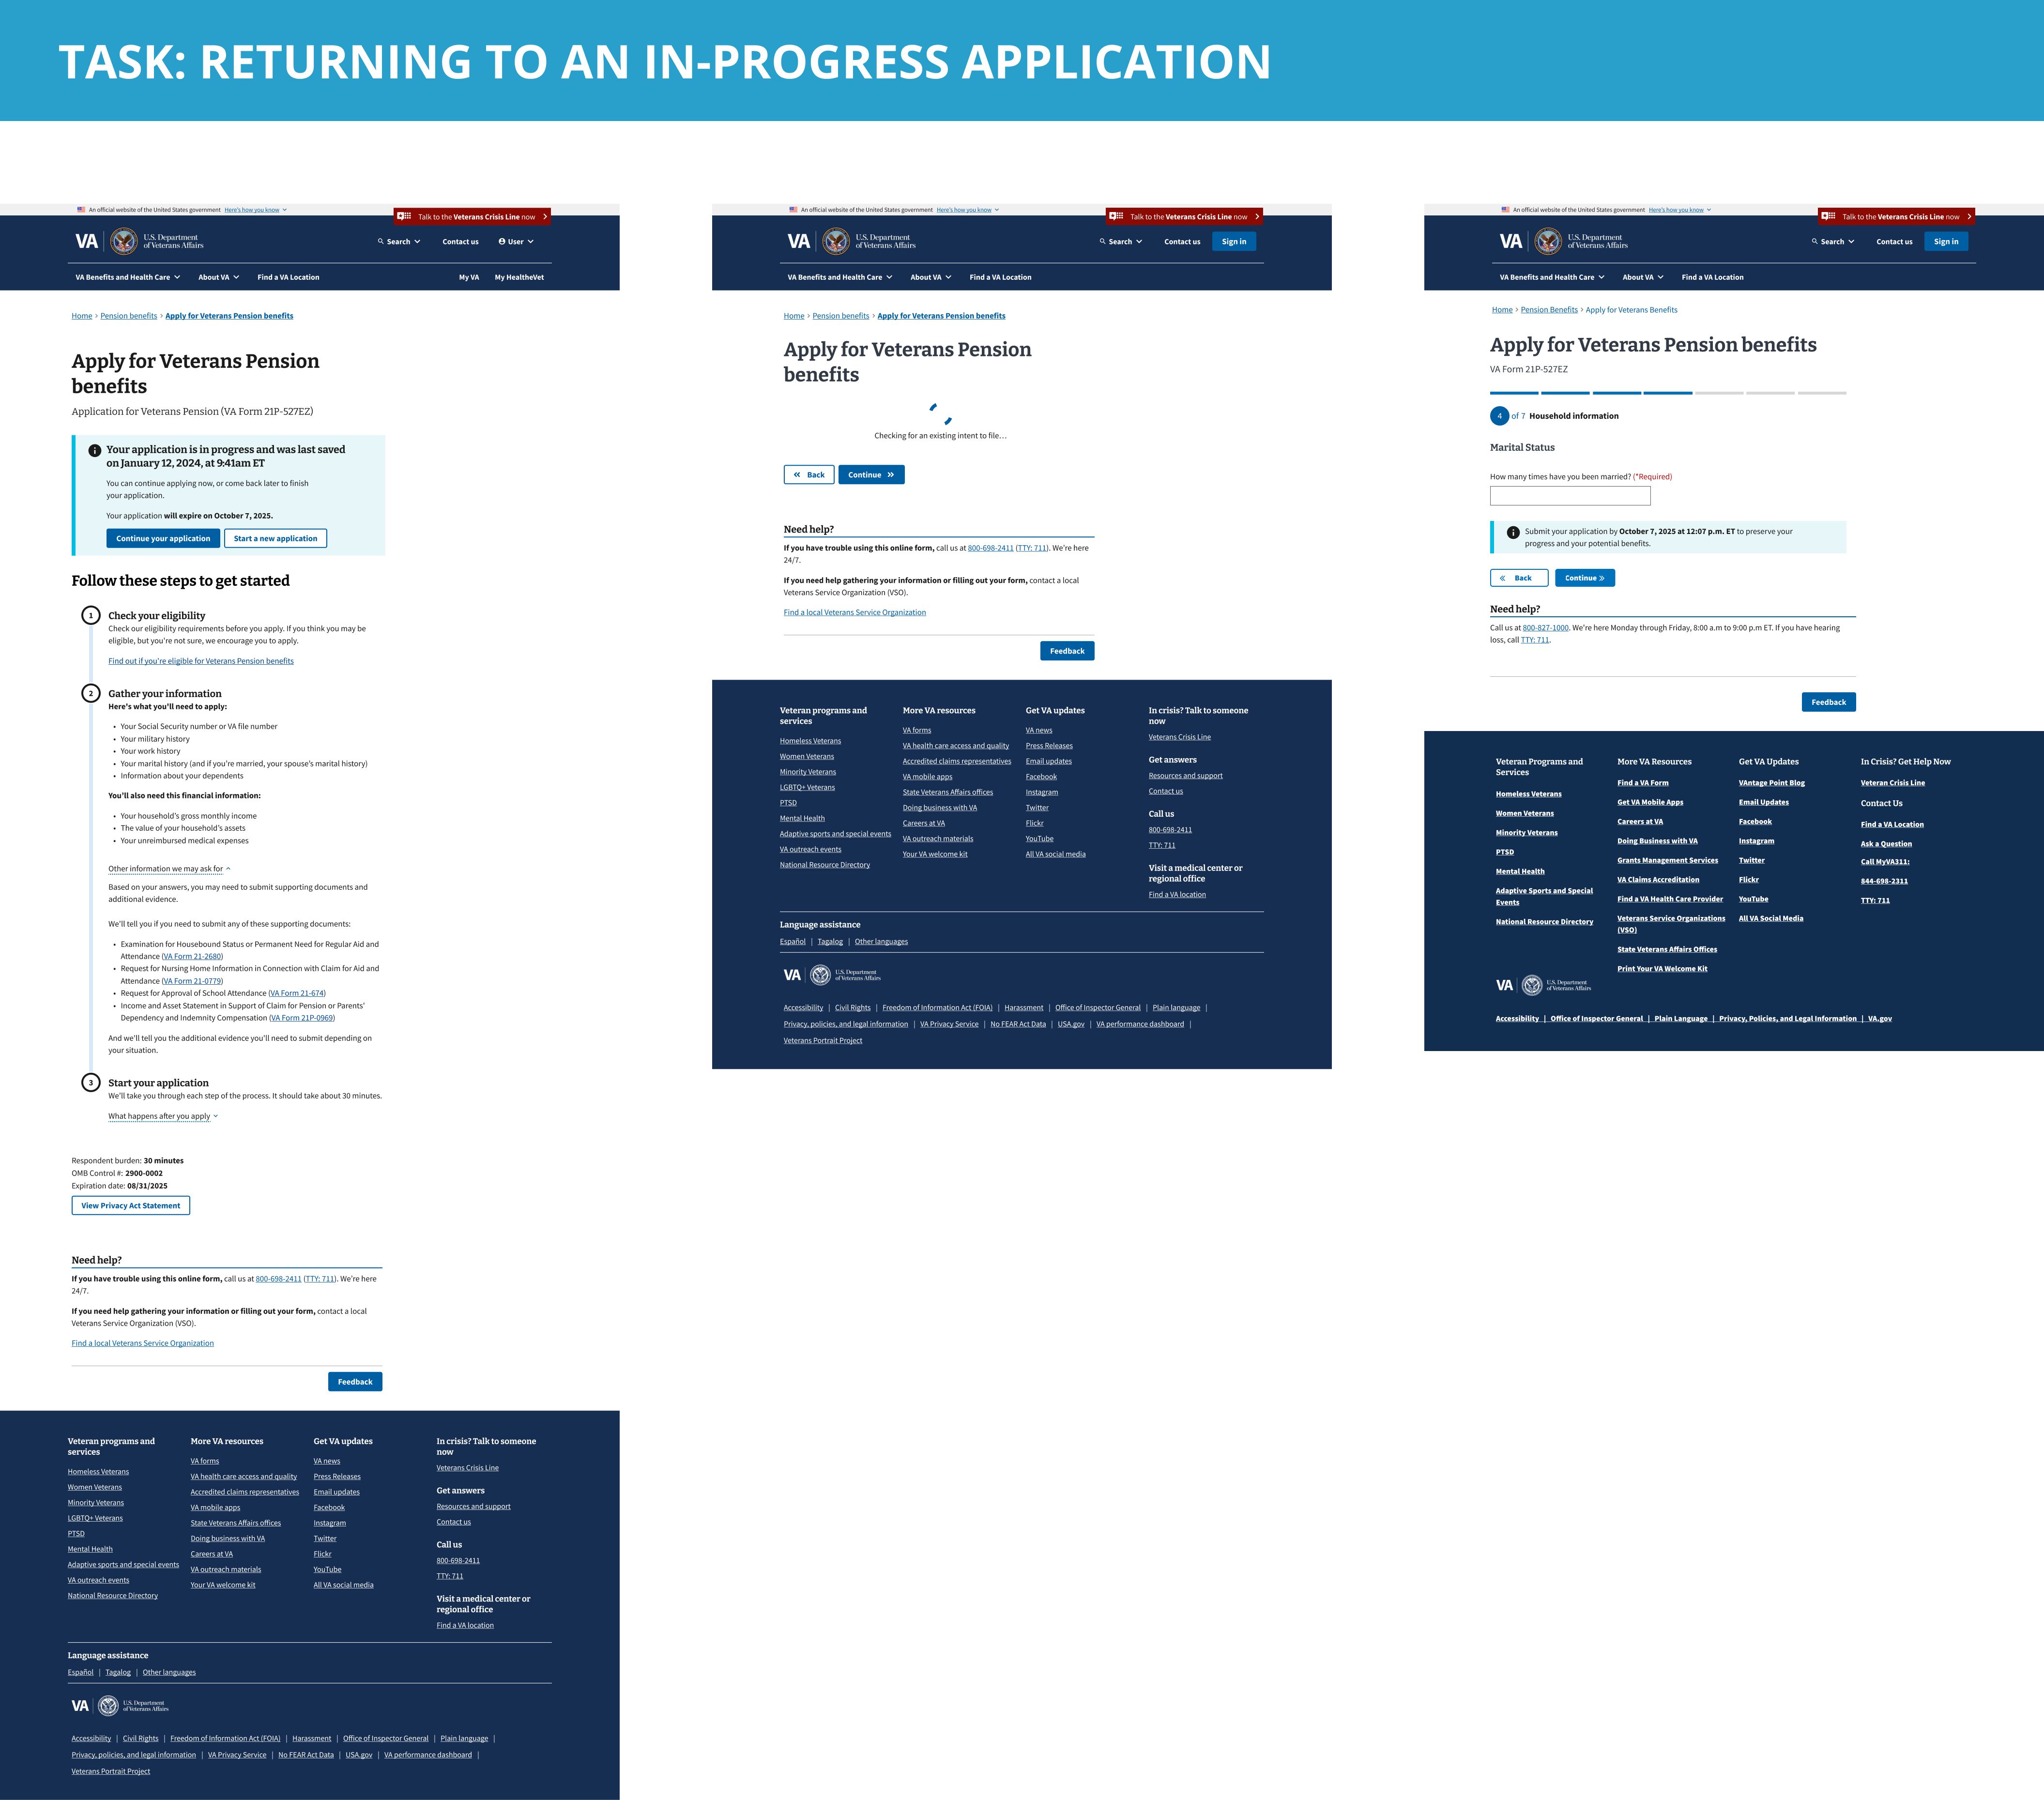 TASK: RETURNING TO AN IN-PROGRESS APPLICATION
An official website of the United States government Here's how you know
Talk to the Veterans Crisis Line now
VA
U.S. Department
of Veterans Affairs
Search
Contact us
User
VA Benefits and Health Care
About VA
Find a VA Location
My VA
My HealtheVet
Home › Pension benefits › Apply for Veterans Pension benefits
Apply for Veterans Pension
benefits
Application for Veterans Pension (VA Form 21P-527EZ)
Your application is in progress and was last saved
on January 12, 2024, at 9:41am ET
You can continue applying now, or come back later to finish
your application.
Your application will expire on October 7, 2025.
Continue your application
Start a new application
Follow these steps to get started
1
Check your eligibility
Check our eligibility requirements before you apply. If you think you may be
eligible, but you're not sure, we encourage you to apply.
Find out if you're eligible for Veterans Pension benefits
2
Gather your information
Here's what you'll need to apply:
• Your Social Security number or VA file number
• Your military history
• Your work history
• Your marital history (and if you're married, your spouse's marital history)
• Information about your dependents
You'll also need this financial information:
• Your household's gross monthly income
• The value of your household's assets
• Your unreimbursed medical expenses
Other information we may ask for
Based on your answers, you may need to submit supporting documents and
additional evidence.
We'll tell you if you need to submit any of these supporting documents:
• Examination for Housebound Status or Permanent Need for Regular Aid and
Attendance (VA Form 21-2680)
• Request for Nursing Home Information in Connection with Claim for Aid and
Attendance (VA Form 21-0779)
• Request for Approval of School Attendance (VA Form 21-674)
• Income and Asset Statement in Support of Claim for Pension or Parents'
Dependency and Indemnity Compensation (VA Form 21P-0969)
And we'll tell you the additional evidence you'll need to submit depending on
your situation.
3
Start your application
We'll take you through each step of the process. It should take about 30 minutes.
What happens after you apply
Respondent burden: 30 minutes
OMB Control #: 2900-0002
Expiration date: 08/31/2025
View Privacy Act Statement
Need help?
If you have trouble using this online form, call us at 800-698-2411 (TTY: 711). We're here
24/7.
If you need help gathering your information or filling out your form, contact a local
Veterans Service Organization (VSO).
Find a local Veterans Service Organization
Feedback
Veteran programs and
services
Homeless Veterans
Women Veterans
Minority Veterans
LGBTQ+ Veterans
PTSD
Mental Health
Adaptive sports and special events
VA outreach events
National Resource Directory
More VA resources
VA forms
VA health care access and quality
Accredited claims representatives
VA mobile apps
State Veterans Affairs offices
Doing business with VA
Careers at VA
VA outreach materials
Your VA welcome kit
Get VA updates
VA news
Press Releases
Email updates
Facebook
Instagram
Twitter
Flickr
YouTube
All VA social media
In crisis? Talk to someone
now
Veterans Crisis Line
Get answers
Resources and support
Contact us
Call us
800-698-2411
TTY: 711
Visit a medical center or
regional office
Find a VA location
Language assistance
Español | Tagalog | Other languages
VA
U.S. Department
of Veterans Affairs
Accessibility | Civil Rights | Freedom of Information Act (FOIA) | Harassment | Office of Inspector General | Plain language |
Privacy, policies, and legal information | VA Privacy Service | No FEAR Act Data | USA.gov | VA performance dashboard |
Veterans Portrait Project
An official website of the United States government Here's how you know
Talk to the Veterans Crisis Line now
VA
U.S. Department
of Veterans Affairs
Search
Contact us
Sign in
VA Benefits and Health Care
About VA
Find a VA Location
Home › Pension benefits › Apply for Veterans Pension benefits
Apply for Veterans Pension
benefits
Checking for an existing intent to file...
Back
Continue
Need help?
If you have trouble using this online form, call us at 800-698-2411 (TTY: 711). We're here
24/7.
If you need help gathering your information or filling out your form, contact a local
Veterans Service Organization (VSO).
Find a local Veterans Service Organization
Feedback
Veteran programs and
services
Homeless Veterans
Women Veterans
Minority Veterans
LGBTQ+ Veterans
PTSD
Mental Health
Adaptive sports and special events
VA outreach events
National Resource Directory
More VA resources
VA forms
VA health care access and quality
Accredited claims representatives
VA mobile apps
State Veterans Affairs offices
Doing business with VA
Careers at VA
VA outreach materials
Your VA welcome kit
Get VA updates
VA news
Press Releases
Email updates
Facebook
Instagram
Twitter
Flickr
YouTube
All VA social media
In crisis? Talk to someone
now
Veterans Crisis Line
Get answers
Resources and support
Contact us
Call us
800-698-2411
TTY: 711
Visit a medical center or
regional office
Find a VA location
Language assistance
Español | Tagalog | Other languages
VA
U.S. Department
of Veterans Affairs
Accessibility | Civil Rights | Freedom of Information Act (FOIA) | Harassment | Office of Inspector General | Plain language |
Privacy, policies, and legal information | VA Privacy Service | No FEAR Act Data | USA.gov | VA performance dashboard |
Veterans Portrait Project
An official website of the United States government Here's how you know
Talk to the Veterans Crisis Line now
VA
U.S. Department
of Veterans Affairs
Search
Contact us
Sign in
VA Benefits and Health Care
About VA
Find a VA Location
Home › Pension Benefits › Apply for Veterans Benefits
Apply for Veterans Pension benefits
VA Form 21P-527EZ
4 of 7 Household information
Marital Status
How many times have you been married? (*Required)
Submit your application by October 7, 2025 at 12:07 p.m. ET to preserve your
progress and your potential benefits.
Back
Continue
Need help?
Call us at 800-827-1000. We're here Monday through Friday, 8:00 a.m to 9:00 p.m ET. If you have hearing
loss, call TTY: 711.
Feedback
Veteran Programs and
Services
Homeless Veterans
Women Veterans
Minority Veterans
PTSD
Mental Health
Adaptive Sports and Special
Events
National Resource Directory
More VA Resources
Find a VA Form
Get VA Mobile Apps
Careers at VA
Doing Business with VA
Grants Management Services
VA Claims Accreditation
Find a VA Health Care Provider
Veterans Service Organizations
(VSO)
State Veterans Affairs Offices
Print Your VA Welcome Kit
Get VA Updates
VAntage Point Blog
Email Updates
Facebook
Instagram
Twitter
Flickr
YouTube
All VA Social Media
In Crisis? Get Help Now
Veteran Crisis Line
Contact Us
Find a VA Location
Ask a Question
Call MyVA311:
844-698-2311
TTY: 711
VA
U.S. Department
of Veterans Affairs
Accessibility | Office of Inspector General | Plain Language | Privacy, Policies, and Legal Information | VA.gov